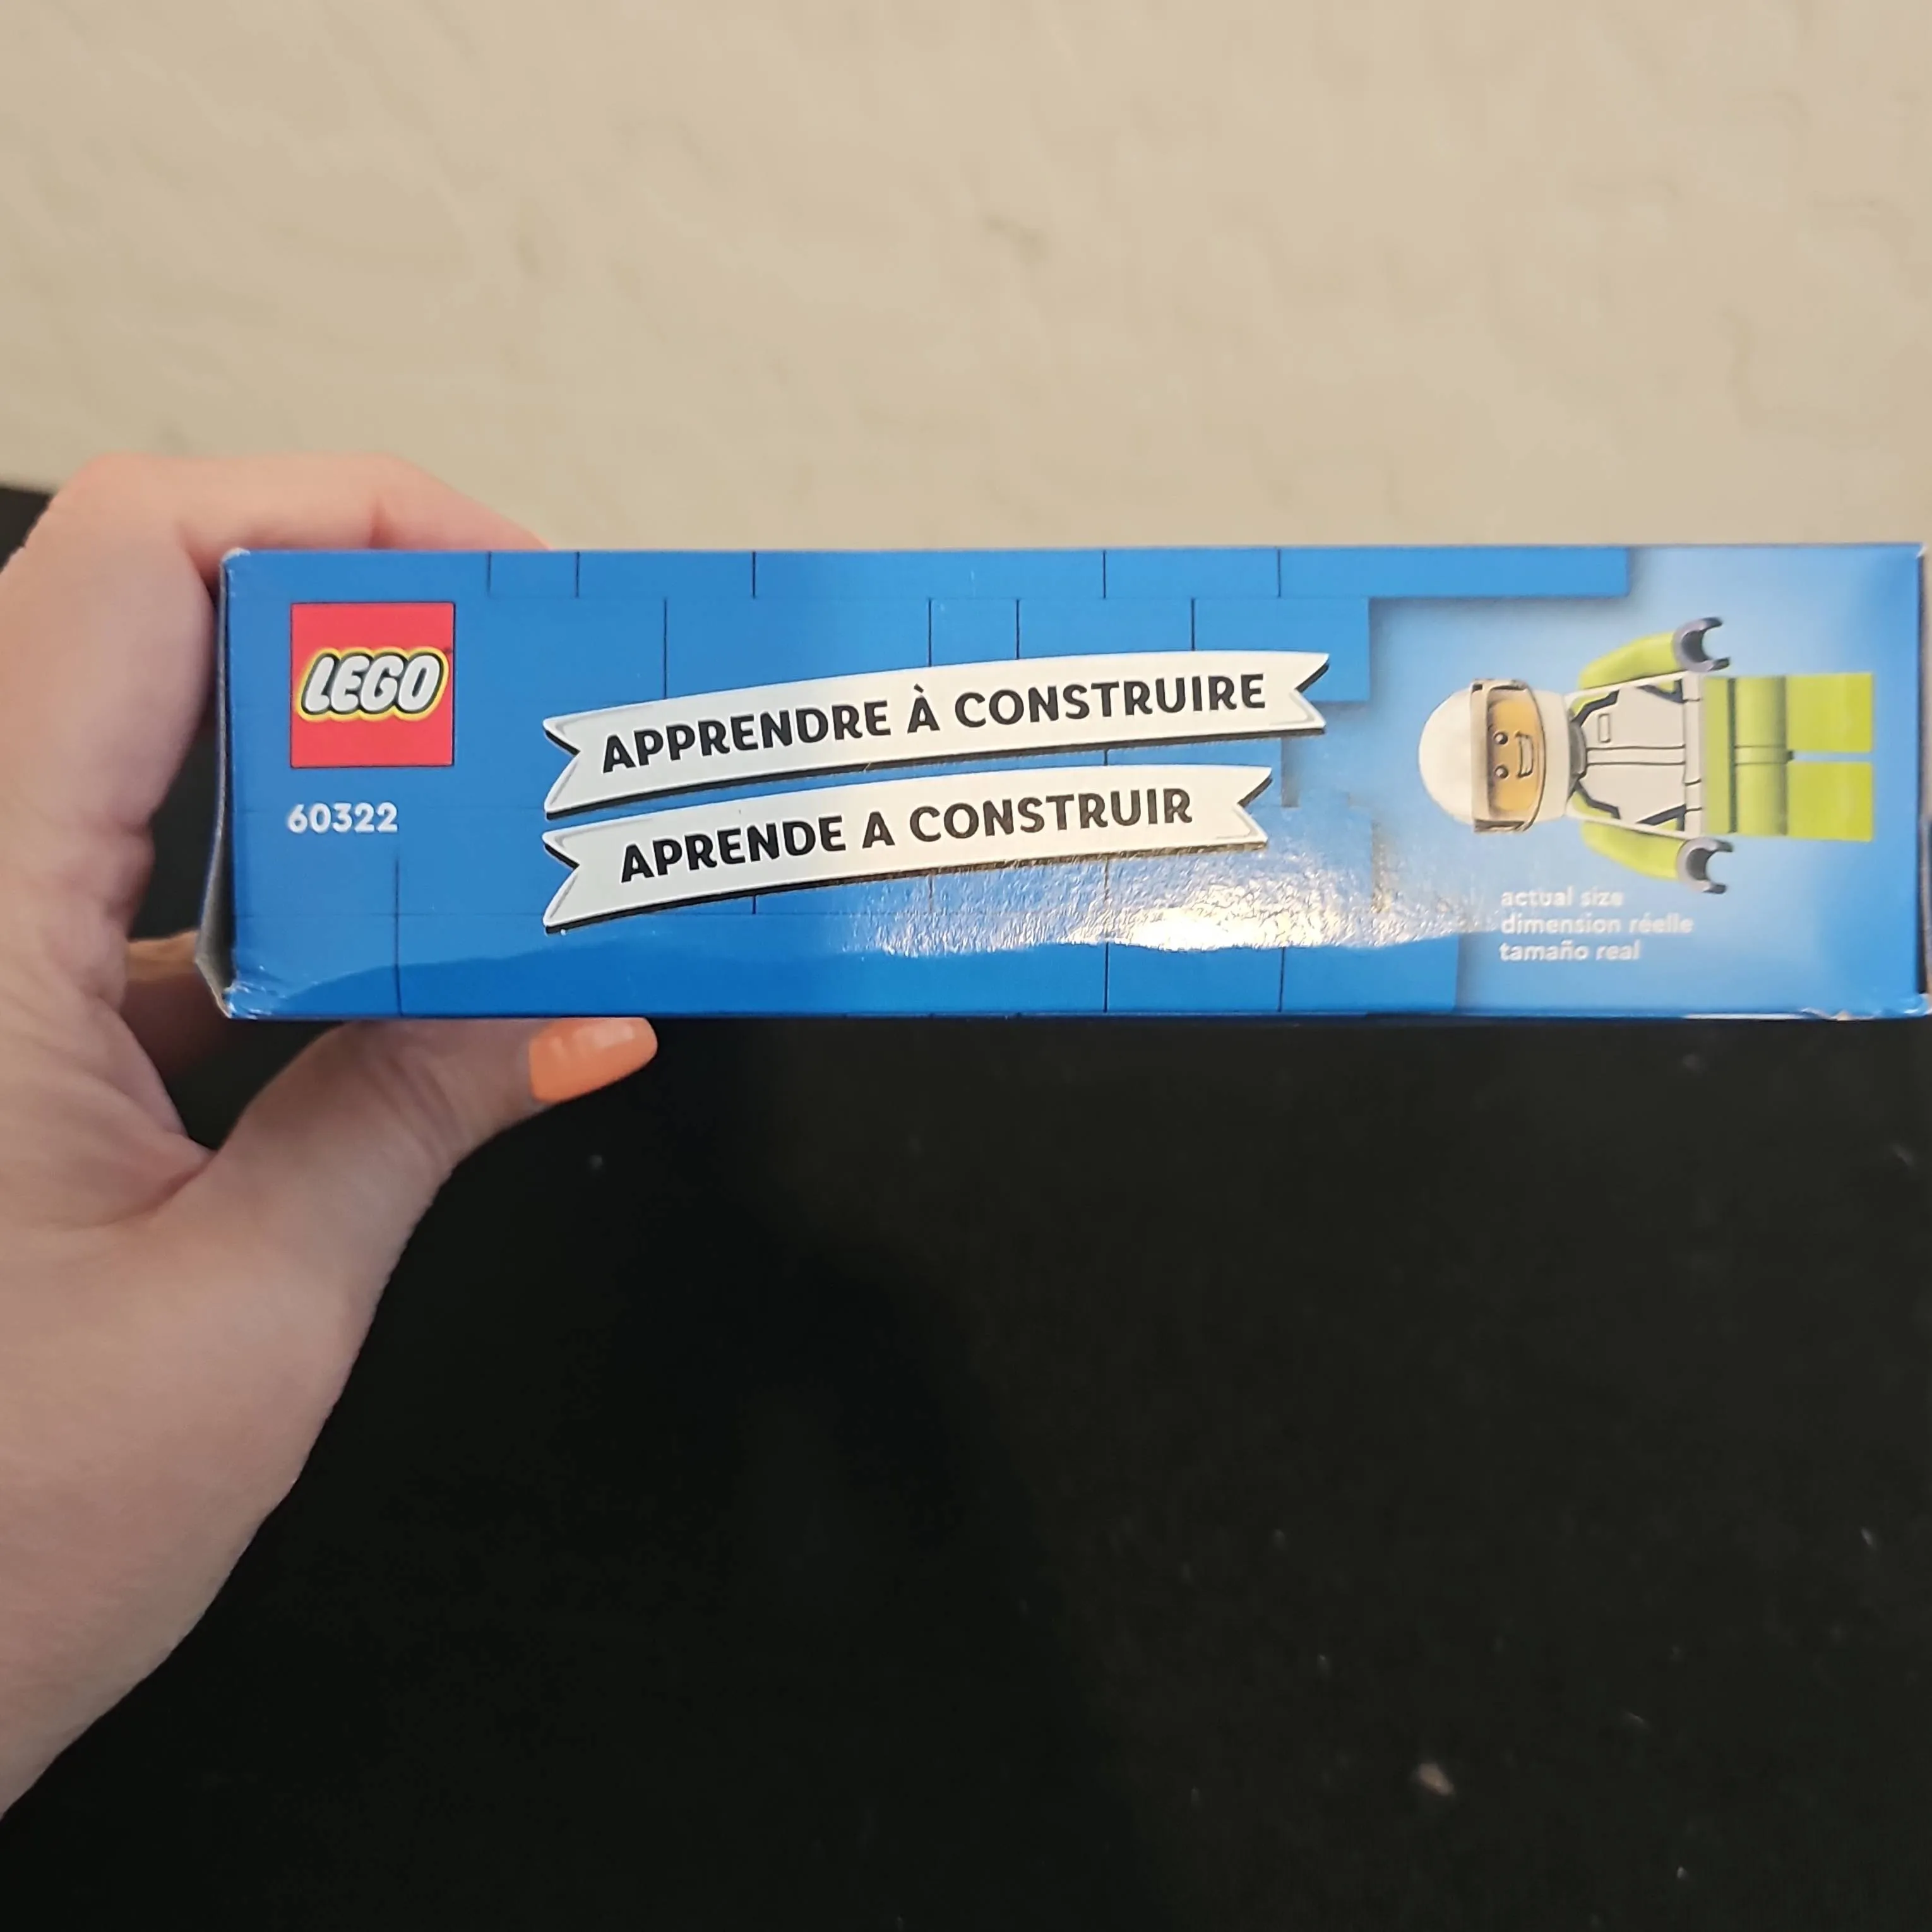 LEGO
60322
APPRENDRE À CONSTRUIRE
APRENDE A CONSTRUIR
actual size
dimension réelle
tamaño real